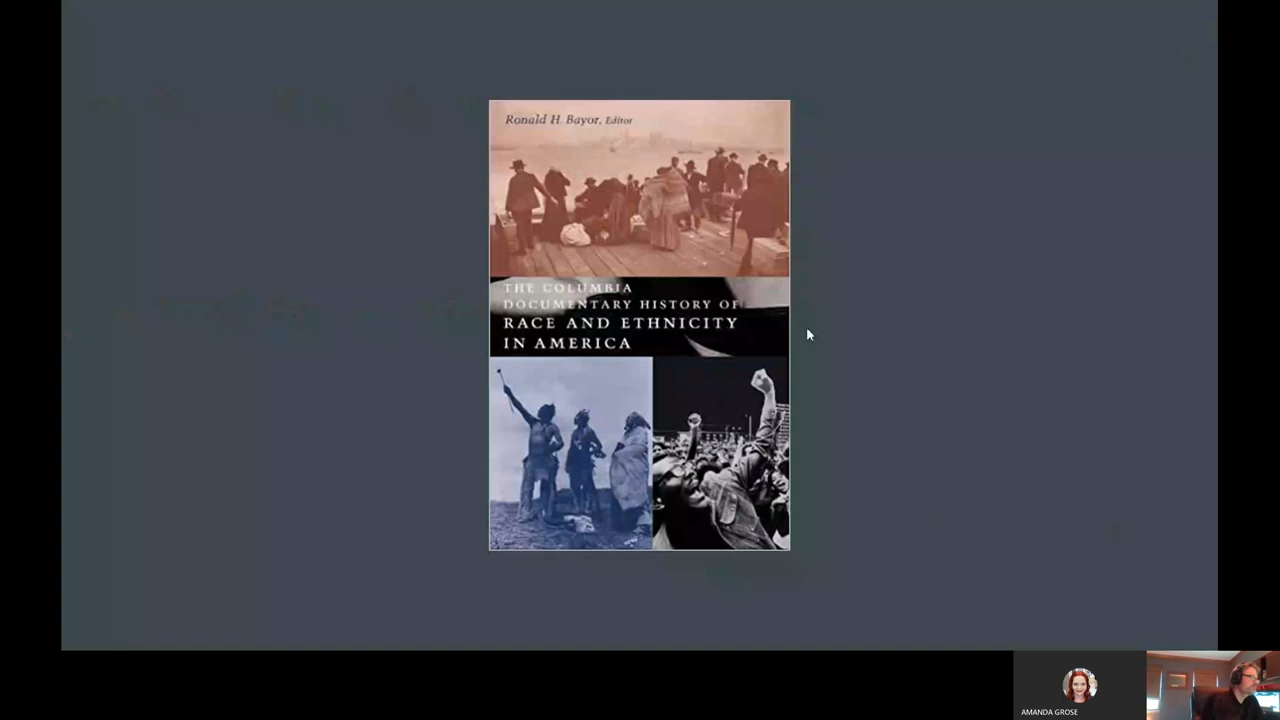 Ronald H. Bayor, Editor
THE COLUMBIA
DOCUMENTARY HISTORY OF
RACE AND ETHNICITY
IN AMERICA
AMANDA GROSE